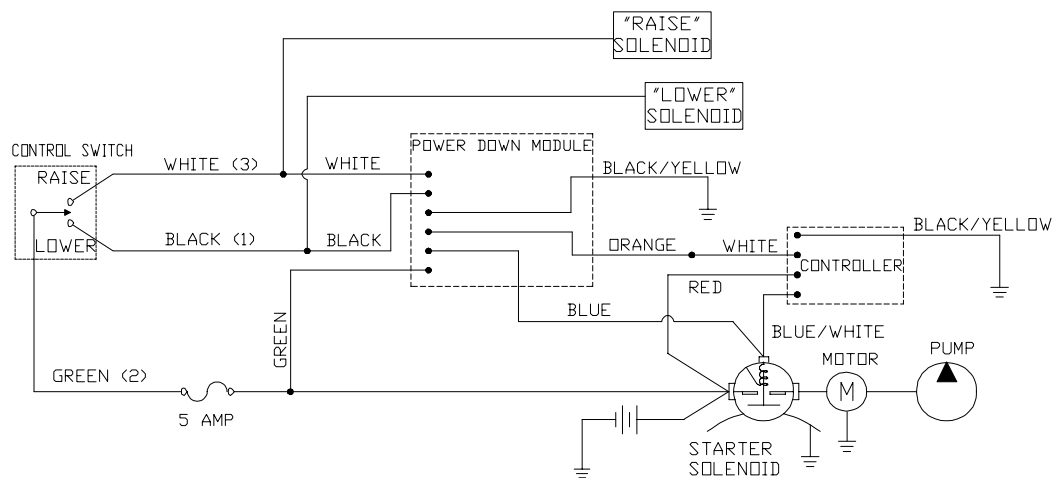 "RAISE"
SOLENOID
"LOWER"
SOLENOID
CONTROL SWITCH
RAISE
LOWER
WHITE (3)
WHITE
POWER DOWN MODULE
BLACK/YELLOW
BLACK (1)
BLACK
ORANGE
WHITE
BLACK/YELLOW
CONTROLLER
RED
BLUE
BLUE/WHITE
GREEN
MOTOR
PUMP
GREEN (2)
5 AMP
M
STARTER
SOLENOID